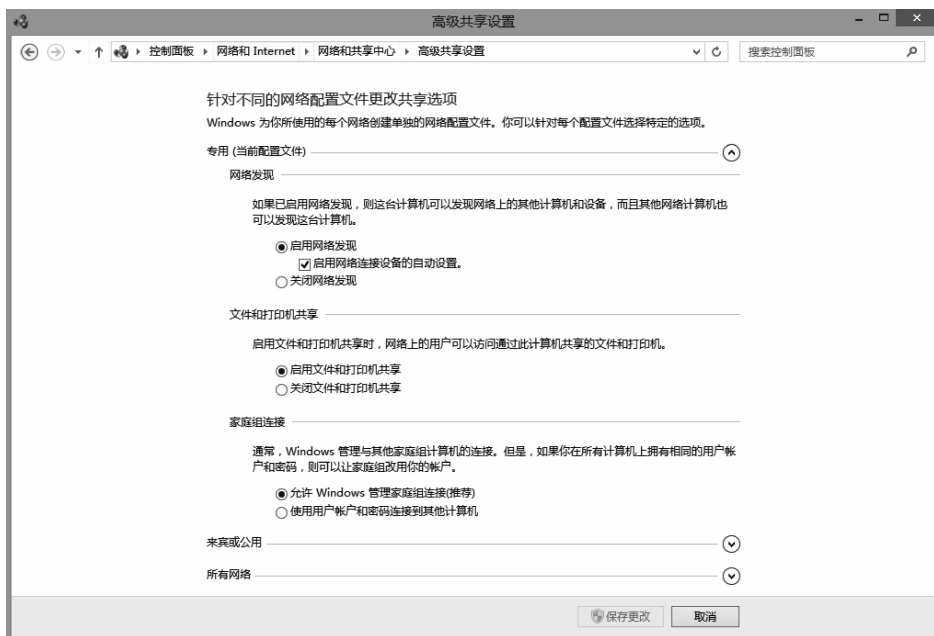 高级共享设置
控制面板 网络和 Internet 网络和共享中心 高级共享设置 搜索控制面板
针对不同的网络配置文件更改共享选项
Windows 为你所使用的每个网络创建单独的网络配置文件。你可以针对每个配置文件选择特定的选项。
专用 (当前配置文件)
网络发现
如果已启用网络发现，则这台计算机可以发现网络上的其他计算机和设备，而且其他网络计算机也
可以发现这台计算机。
启用网络发现
启用网络连接设备的自动设置。
关闭网络发现
文件和打印机共享
启用文件和打印机共享时，网络上的用户可以访问通过此计算机共享的文件和打印机。
启用文件和打印机共享
关闭文件和打印机共享
家庭组连接
通常，Windows 管理与其他家庭组计算机的连接。但是，如果你在所有计算机上拥有相同的用户帐
户和密码，则可以让家庭组改用你的帐户。
允许 Windows 管理家庭组连接(推荐)
使用用户帐户和密码连接到其他计算机
来宾或公用
所有网络
保存更改 取消